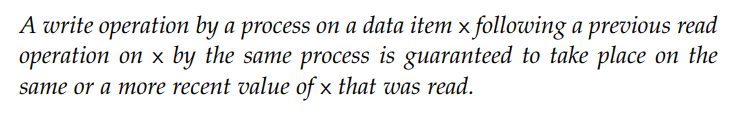 A write operation by a process on a data item x following a previous read
operation on x by the same process is guaranteed to take place on the
same or a more recent value of x that was read.